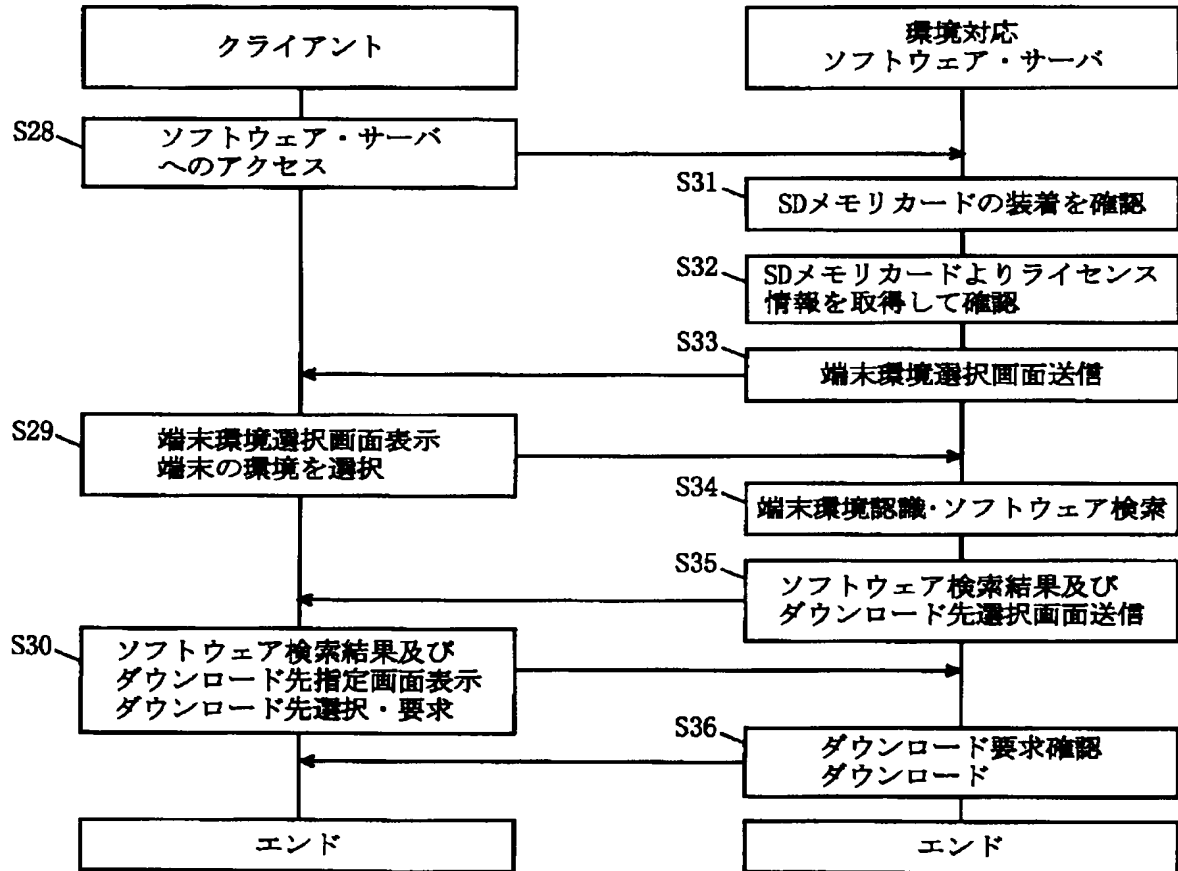 クライアント
環境対応
ソフトウェア・サーバ
S28
ソフトウェア・サーバ
へのアクセス
S31
SDメモリカードの装着を確認
S32
SDメモリカードよりライセンス
情報を取得して確認
S33
端末環境選択画面送信
S29
端末環境選択画面表示
端末の環境を選択
S34
端末環境認識・ソフトウェア検索
S35
ソフトウェア検索結果及び
ダウンロード先選択画面送信
S30
ソフトウェア検索結果及び
ダウンロード先指定画面表示
ダウンロード先選択・要求
S36
ダウンロード要求確認
ダウンロード
エンド
エンド